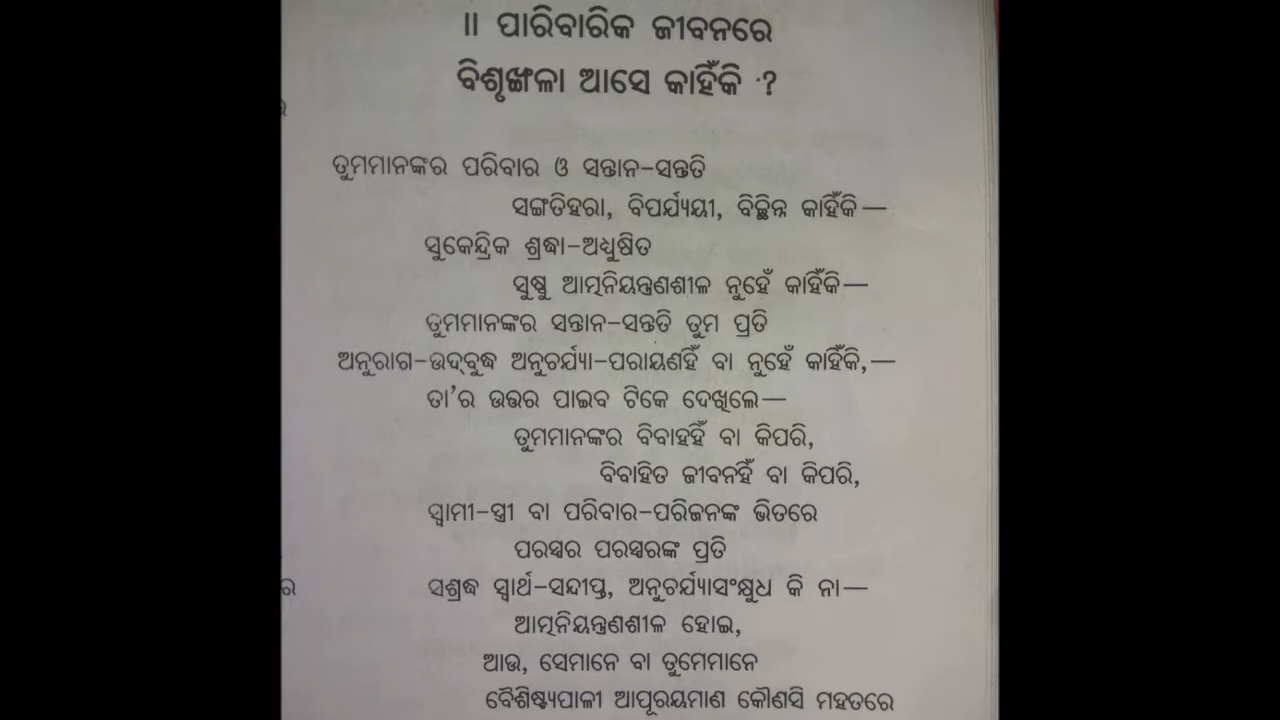 ॥ ପାରିବାରିକ ଜୀବନରେ
ବିଶୃଙ୍ଖଳା ଆସେ କାହିଁକି ?
ତୁମମାନଙ୍କର ପରିବାର ଓ ସନ୍ତାନ-ସନ୍ତତି
ସଙ୍ଗତିହରା, ବିପର୍ଯ୍ୟୟୀ, ବିଚ୍ଛିନ୍ନ କାହିଁକି—
ସୁକେନ୍ଦ୍ରିକ ଶ୍ରଦ୍ଧା-ଅଧ୍ୟୁଷିତ
ସୁଷ୍ଠୁ ଆତ୍ମନିୟନ୍ତ୍ରଣଶୀଳ ନୁହେଁ କାହିଁକି—
ତୁମମାନଙ୍କର ସନ୍ତାନ-ସନ୍ତତି ତୁମ ପ୍ରତି
ଅନୁରାଗ-ଉଦ୍‌ବୁଦ୍ଧ ଅନୁଚର୍ଯ୍ୟା-ପରାୟଣହିଁ ବା ନୁହେଁ କାହିଁକି,—
ତା’ର ଉତ୍ତର ପାଇବ ଟିକେ ଦେଖିଲେ—
ତୁମମାନଙ୍କର ବିବାହହିଁ ବା କିପରି,
ବିବାହିତ ଜୀବନହିଁ ବା କିପରି,
ସ୍ୱାମୀ-ସ୍ତ୍ରୀ ବା ପରିବାର-ପରିଜନଙ୍କ ଭିତରେ
ପରସ୍ପର ପରସ୍ପରଙ୍କ ପ୍ରତି
ସଶ୍ରଦ୍ଧ ସ୍ୱାର୍ଥ-ସନ୍ଦୀପ୍ତ, ଅନୁଚର୍ଯ୍ୟାସଂକ୍ଷୁଧ କି ନା—
ଆତ୍ମନିୟନ୍ତ୍ରଣଶୀଳ ହୋଇ,
ଆଉ, ସେମାନେ ବା ତୁମେମାନେ
ବୈଶିଷ୍ଟ୍ୟପାଳୀ ଆପୂରୟମାଣ କୌଣସି ମହତରେ